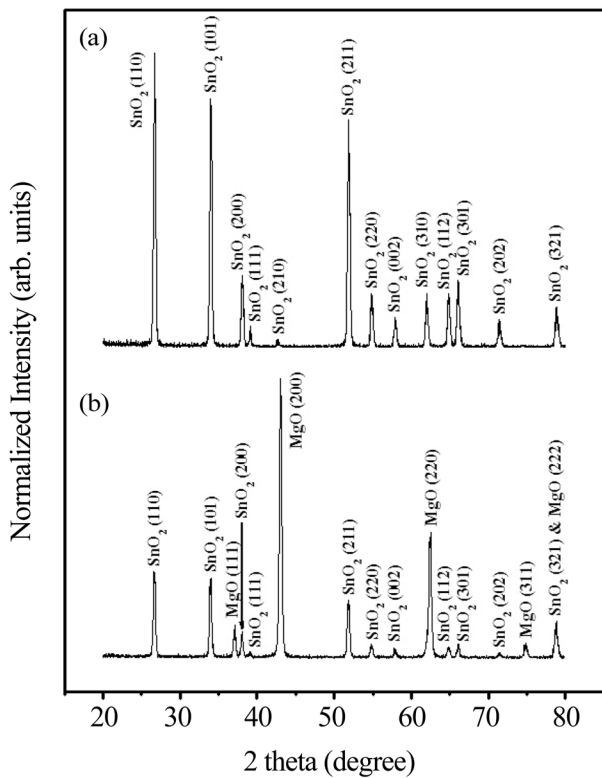 (a)
SnO2 (110)
SnO2 (101)
SnO2 (200)
SnO2 (111)
SnO2 (210)
SnO2 (211)
SnO2 (220)
SnO2 (002)
SnO2 (310)
SnO2 (112)
SnO2 (301)
SnO2 (202)
SnO2 (321)
(b)
SnO2 (110)
SnO2 (101)
MgO (111)
SnO2 (200)
SnO2 (111)
MgO (200)
SnO2 (211)
SnO2 (220)
SnO2 (002)
MgO (220)
SnO2 (112)
SnO2 (301)
SnO2 (202)
MgO (311)
SnO2 (321) & MgO (222)
Normalized Intensity (arb. units)
20 30 40 50 60 70 80
2 theta (degree)